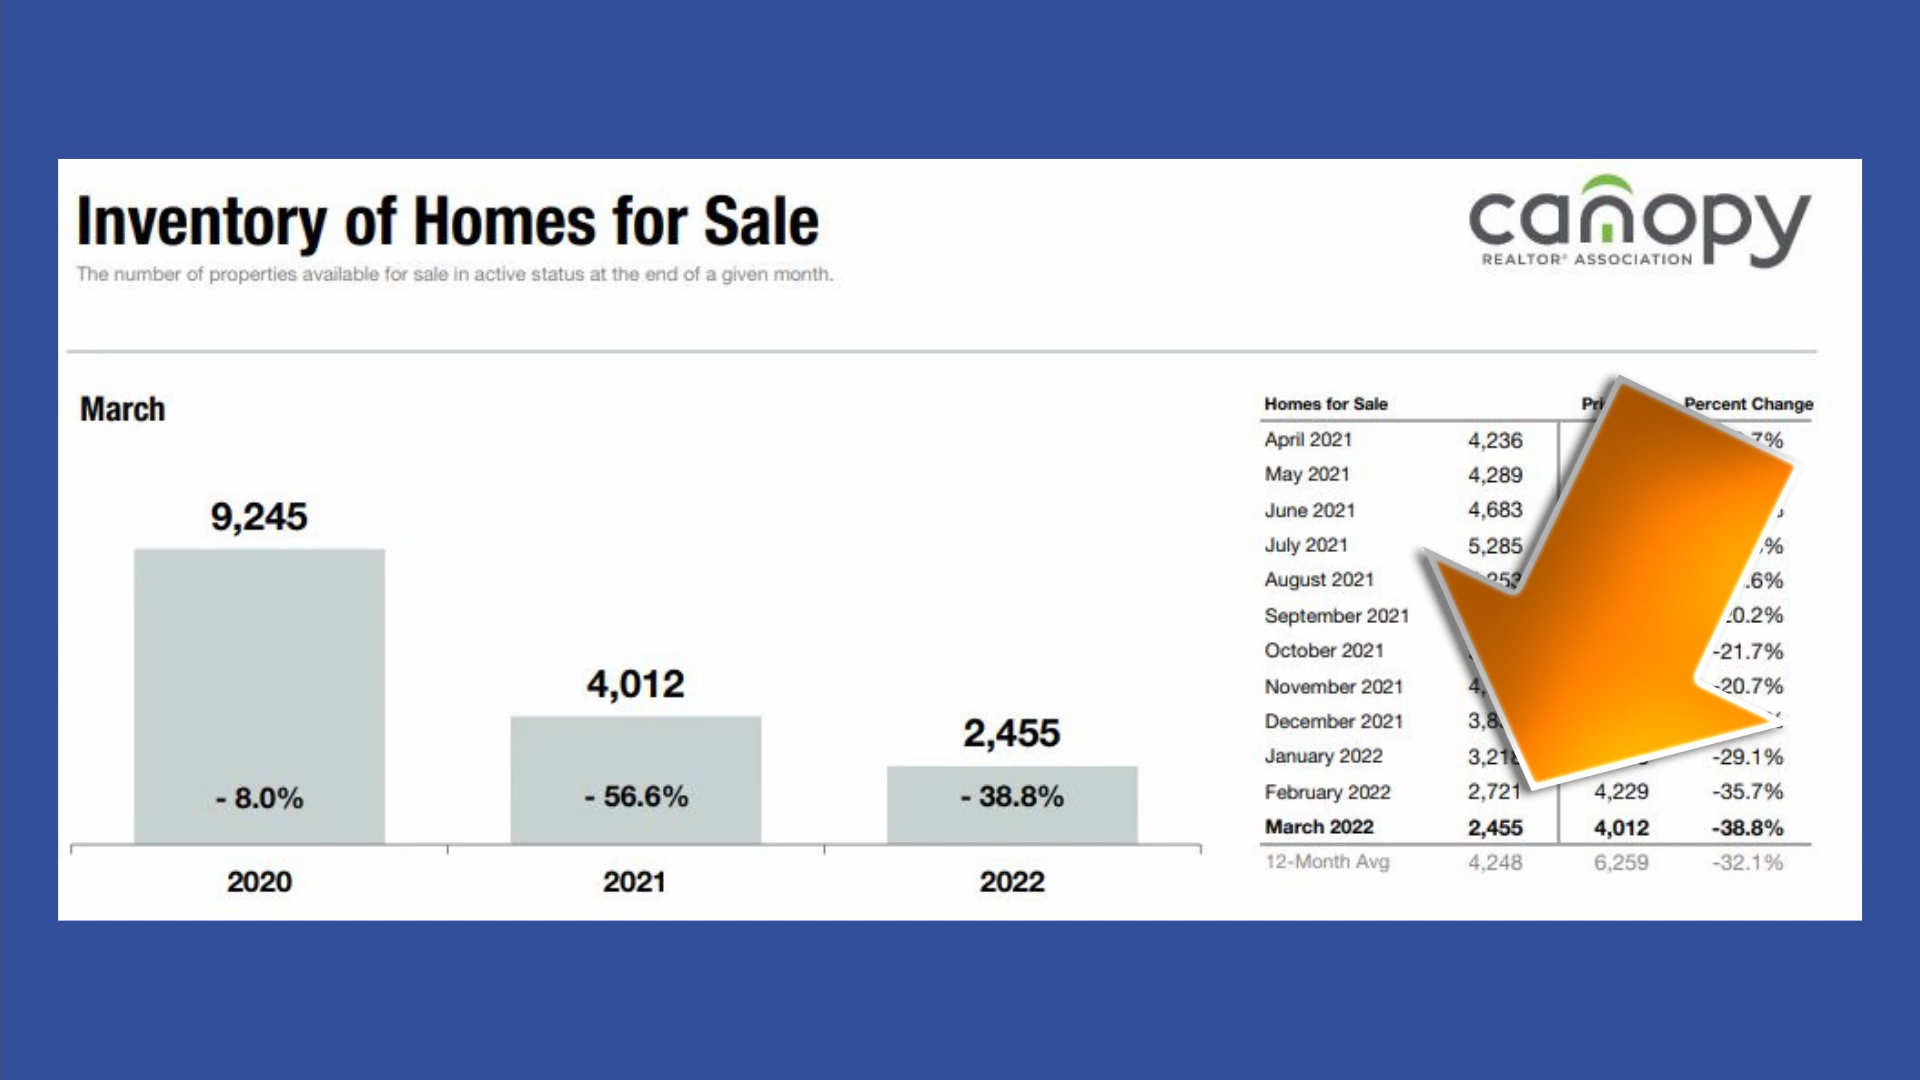 Inventory of Homes for Sale
The number of properties available for sale in active status at the end of a given month.
canopy
REALTOR® ASSOCIATION
March
9,245
- 8.0%
2020
4,012
- 56.6%
2021
2,455
- 38.8%
2022
Homes for Sale Percent Change
April 2021 4,236
May 2021 4,289
June 2021 4,683
July 2021 5,285
August 2021
September 2021
October 2021 -21.7%
November 2021 -20.7%
December 2021
January 2022 -29.1%
February 2022 2,721 4,229 -35.7%
March 2022 2,455 4,012 -38.8%
12-Month Avg 4,248 6,259 -32.1%